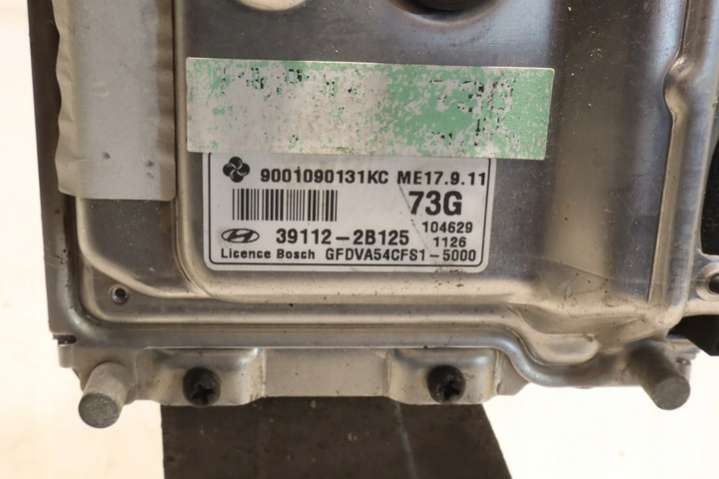 9001090131KC ME17.9.11
73G
104629
39112-2B125
1126
Licence Bosch GFDVA54CFS1-5000